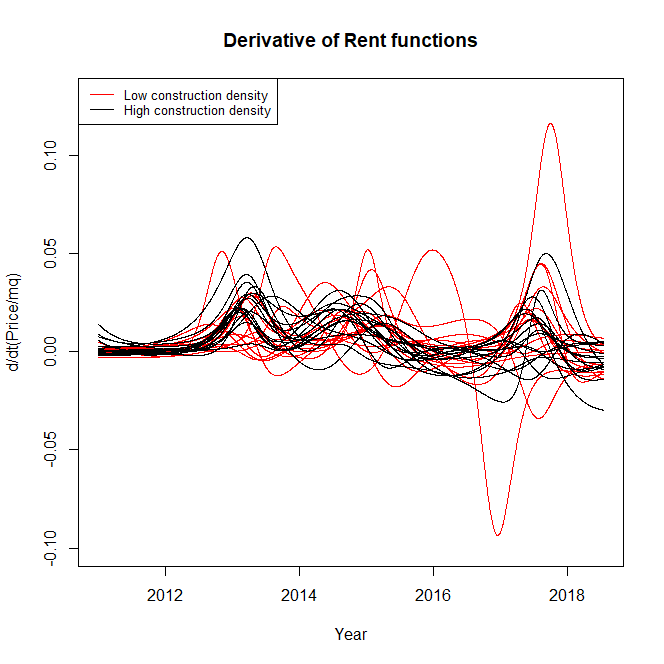 Derivative of Rent functions
Low construction density
High construction density
0.10
0.05
0.00
-0.05
-0.10
d/dt(Price/mq)
2012 2014 2016 2018
Year